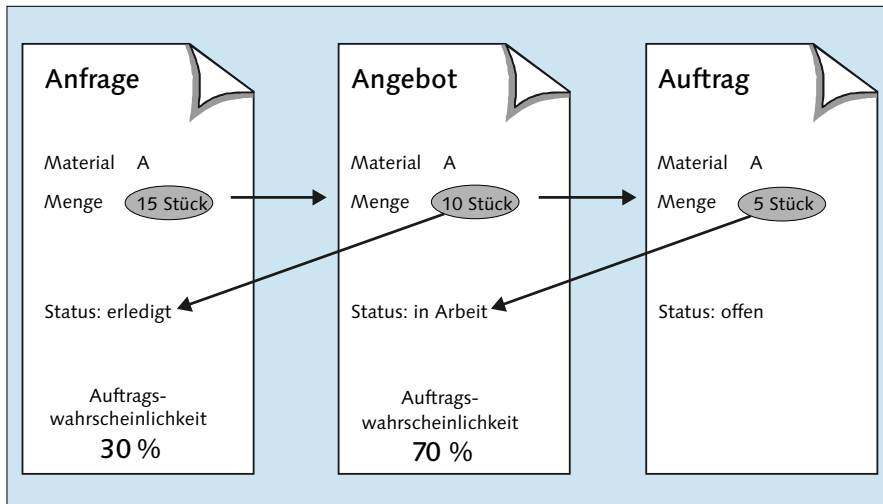 Anfrage
Material A
Menge 15 Stück
Status: erledigt
Auftrags-
wahrscheinlichkeit
30 %
Angebot
Material A
Menge 10 Stück
Status: in Arbeit
Auftrags-
wahrscheinlichkeit
70 %
Auftrag
Material A
Menge 5 Stück
Status: offen